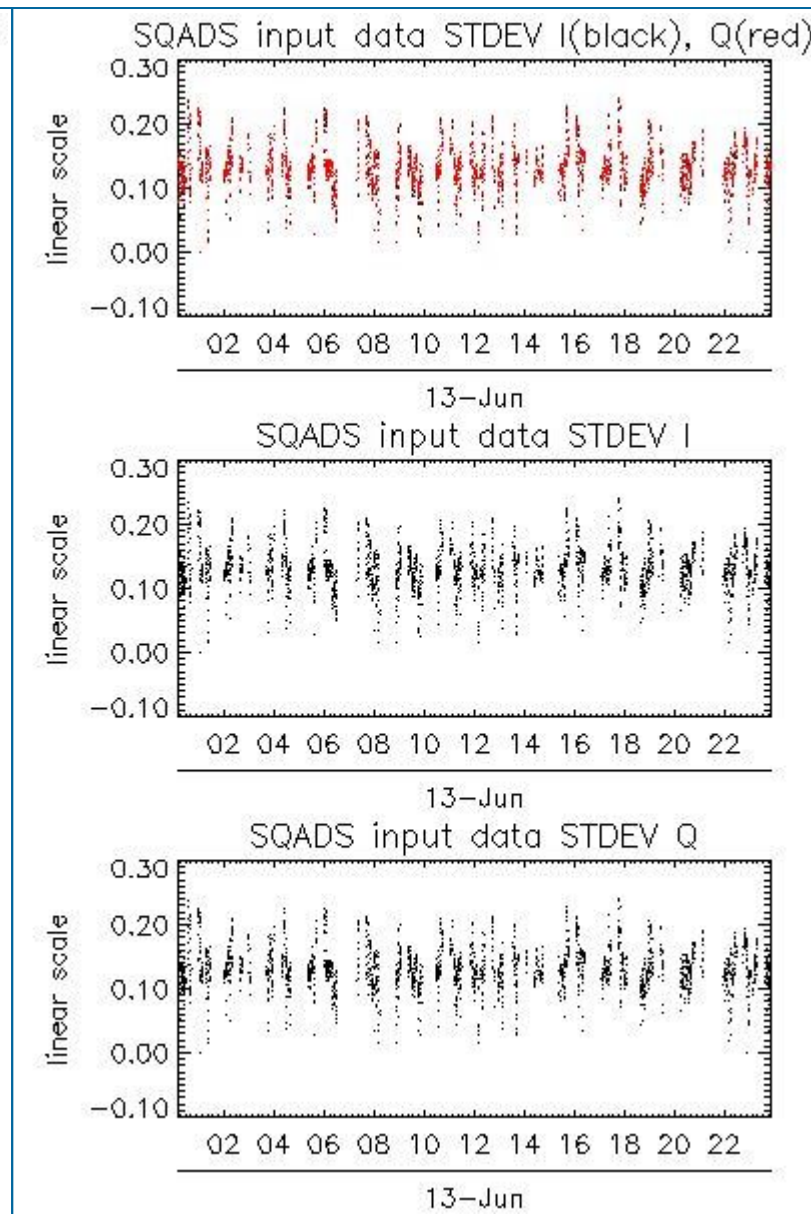 SQADS input data STDEV I(black), Q(red)
0.30
0.20
0.10
0.00
-0.10
linear scale
02 04 06 08 10 12 14 16 18 20 22
13-Jun
SQADS input data STDEV I
0.30
0.20
0.10
0.00
-0.10
linear scale
02 04 06 08 10 12 14 16 18 20 22
13-Jun
SQADS input data STDEV Q
0.30
0.20
0.10
0.00
-0.10
linear scale
02 04 06 08 10 12 14 16 18 20 22
13-Jun